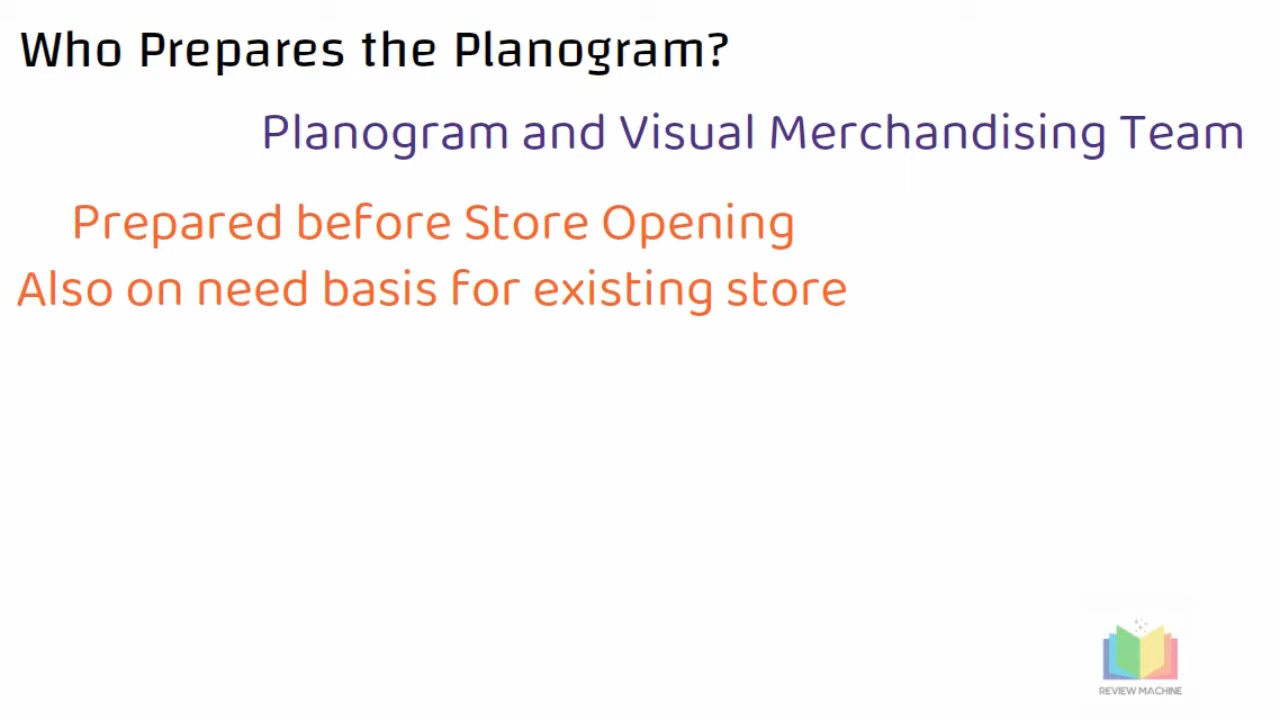 Who Prepares the Planogram?
Planogram and Visual Merchandising Team
Prepared before Store Opening
Also on need basis for existing store
REVIEW MACHINE